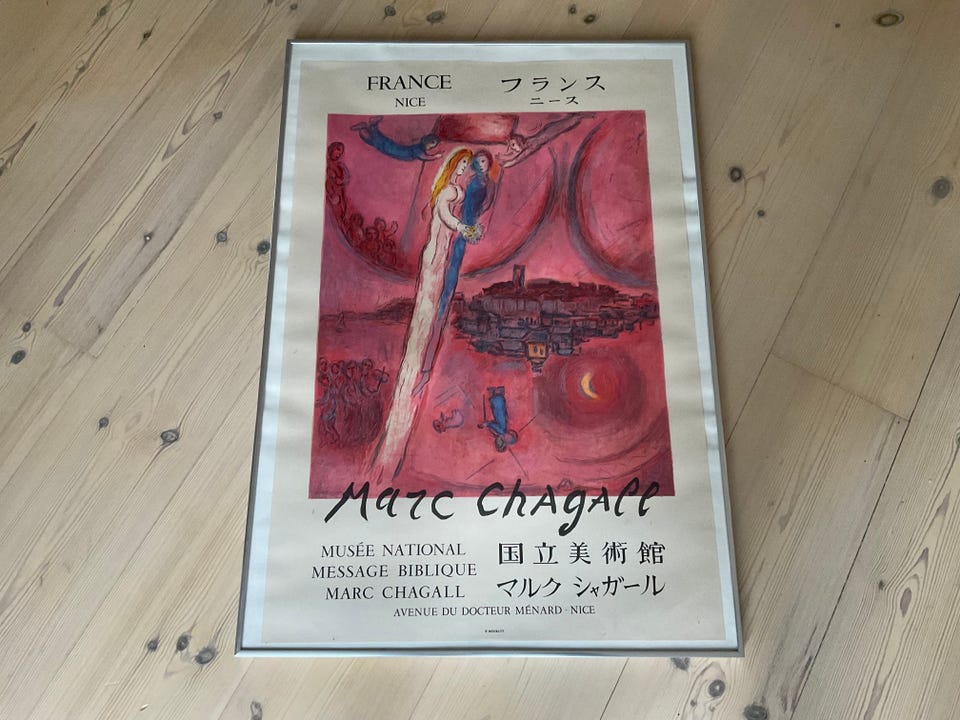 FRANCE フランス
NICE ニース
Marc Chagall
MUSÉE NATIONAL 国立美術館
MESSAGE BIBLIQUE
MARC CHAGALL マルク シャガール
AVENUE DU DOCTEUR MÉNARD · NICE